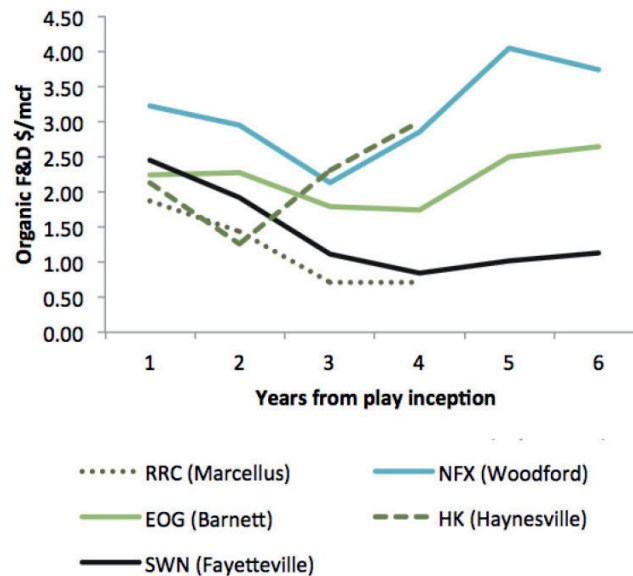 Organic F&D $/mcf
4.50
4.00
3.50
3.00
2.50
2.00
1.50
1.00
0.50
0.00
1 2 3 4 5 6
Years from play inception
RRC (Marcellus) NFX (Woodford)
EOG (Barnett) HK (Haynesville)
SWN (Fayetteville)